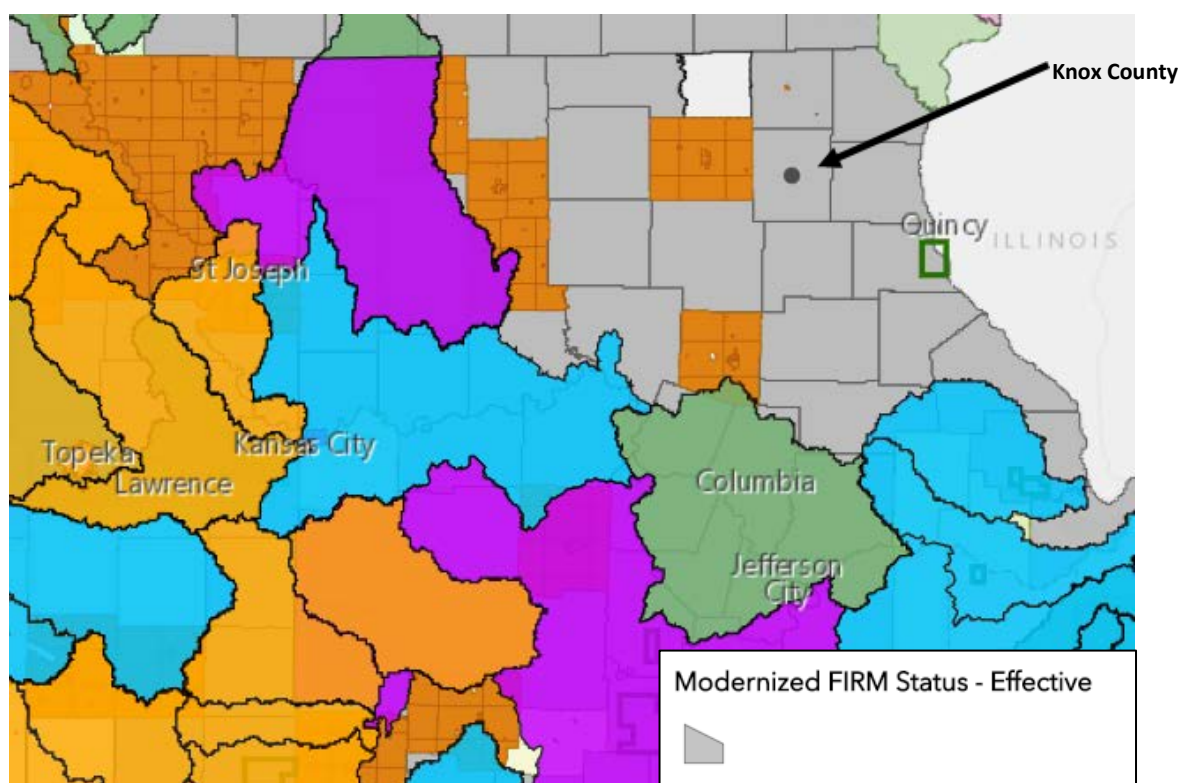 Knox County
Quincy
ILLINOIS
St Joseph
Topeka
Kansas City
Lawrence
Columbia
Jefferson
City
Modernized FIRM Status - Effective